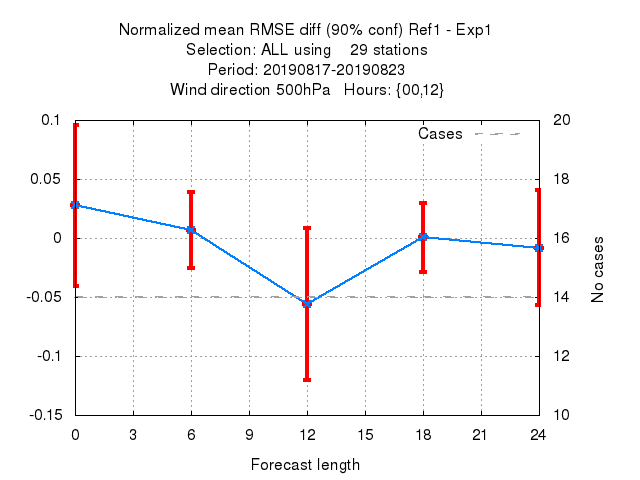 Normalized mean RMSE diff (90% conf) Ref1 - Exp1
Selection: ALL using    29 stations
Period: 20190817-20190823
Wind direction 500hPa   Hours: {00,12}
0.1
0.05
0
-0.05
-0.1
-0.15
Cases
20
18
16
14
12
10
No cases
0 3 6 9 12 15 18 21 24
Forecast length